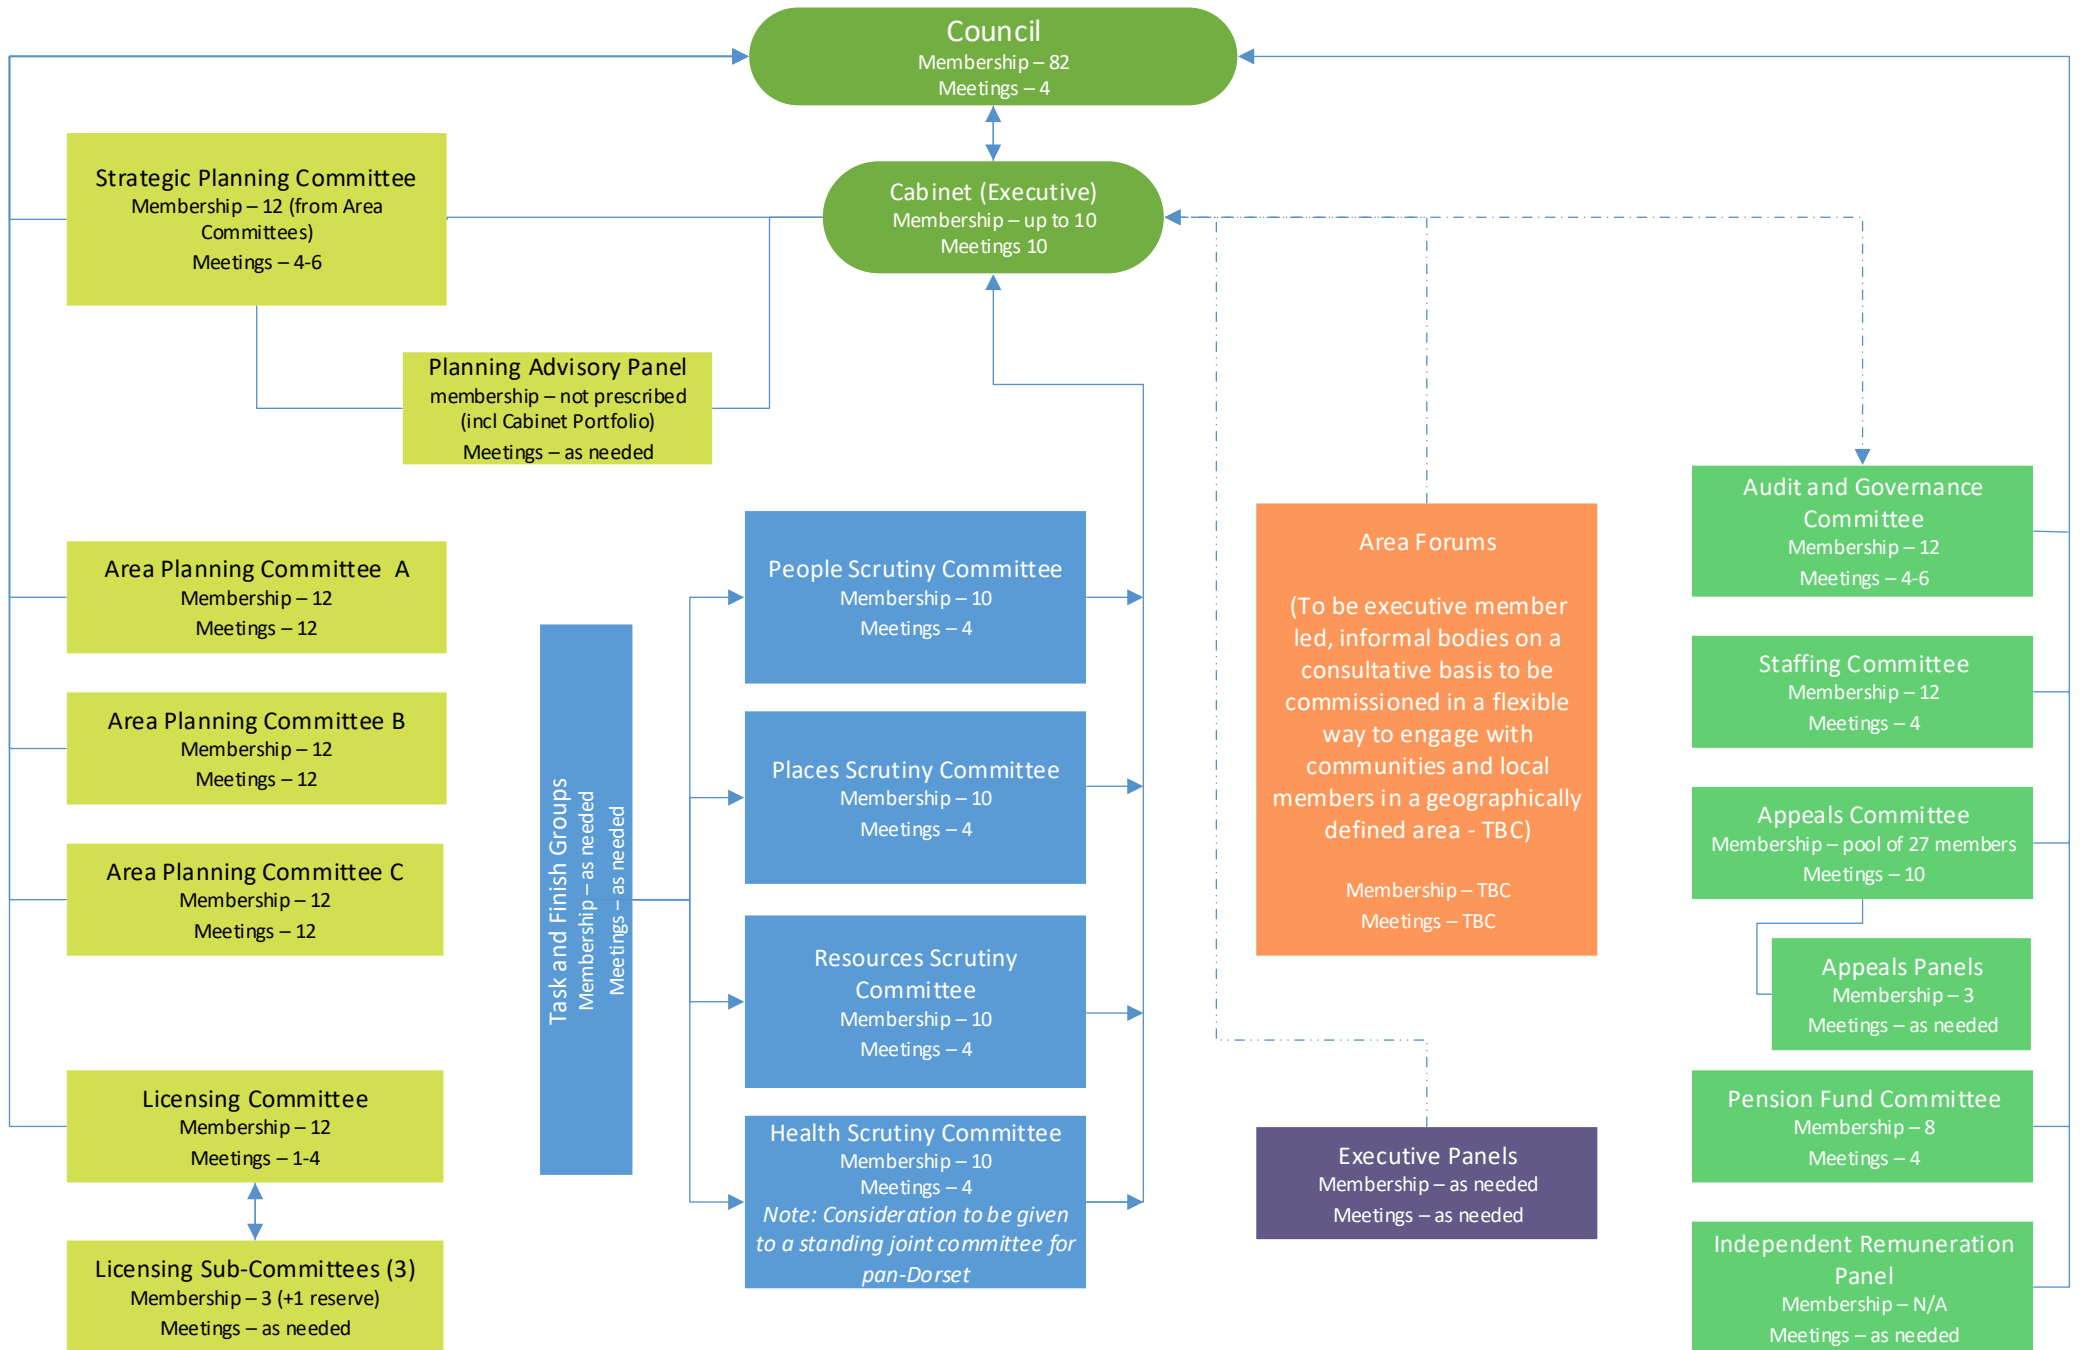 Council
Membership – 82
Meetings – 4
Cabinet (Executive)
Membership – up to 10
Meetings 10
Strategic Planning Committee
Membership – 12 (from Area
Committees)
Meetings – 4-6
Planning Advisory Panel
membership – not prescribed
(incl Cabinet Portfolio)
Meetings – as needed
Area Planning Committee  A
Membership – 12
Meetings – 12
Area Planning Committee B
Membership – 12
Meetings – 12
Area Planning Committee C
Membership – 12
Meetings – 12
Licensing Committee
Membership – 12
Meetings – 1-4
Licensing Sub-Committees (3)
Membership – 3 (+1 reserve)
Meetings – as needed
Task and Finish Groups
Membership – as needed
Meetings – as needed
People Scrutiny Committee
Membership – 10
Meetings – 4
Places Scrutiny Committee
Membership – 10
Meetings – 4
Resources Scrutiny
Committee
Membership – 10
Meetings – 4
Health Scrutiny Committee
Membership – 10
Meetings – 4
Note: Consideration to be given
to a standing joint committee for
pan-Dorset
Area Forums
(To be executive member
led, informal bodies on a
consultative basis to be
commissioned in a flexible
way to engage with
communities and local
members in a geographically
defined area - TBC)
Membership – TBC
Meetings – TBC
Executive Panels
Membership – as needed
Meetings – as needed
Audit and Governance
Committee
Membership – 12
Meetings – 4-6
Staffing Committee
Membership – 12
Meetings – 4
Appeals Committee
Membership – pool of 27 members
Meetings – 10
Appeals Panels
Membership – 3
Meetings – as needed
Pension Fund Committee
Membership – 8
Meetings – 4
Independent Remuneration
Panel
Membership – N/A
Meetings – as needed